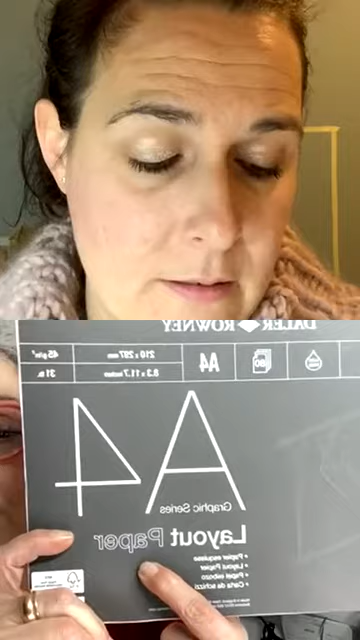 DALER ROWNEY
A4
80
210 x 297 mm
45 g/m²
8.3 x 11.7 inches
31 lb
A4
Graphic Series
Layout Paper
• Papier esquisse
• Layout Papier
• Papel esbozo
• Carta da schizzi